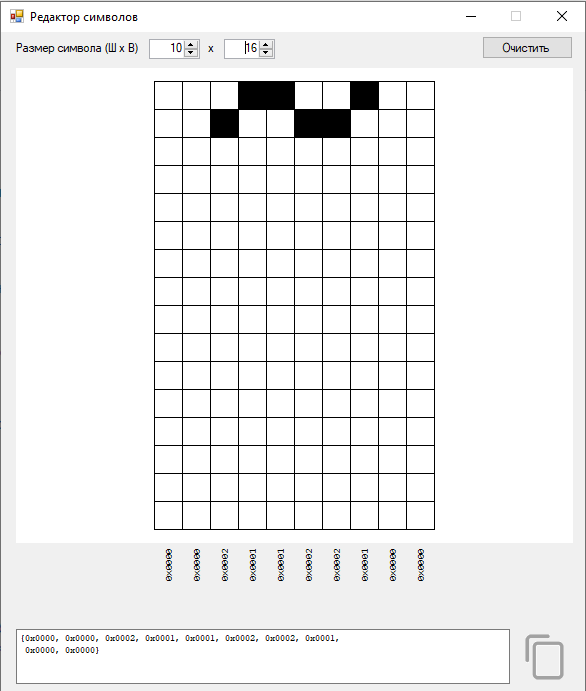 Редактор символов
Размер символа (Ш x В) 10 x 16 Очистить
0x0000 0x0000 0x0002 0x0001 0x0001 0x0002 0x0002 0x0001 0x0000 0x0000
{0x0000, 0x0000, 0x0002, 0x0001, 0x0001, 0x0002, 0x0002, 0x0001,
0x0000, 0x0000}